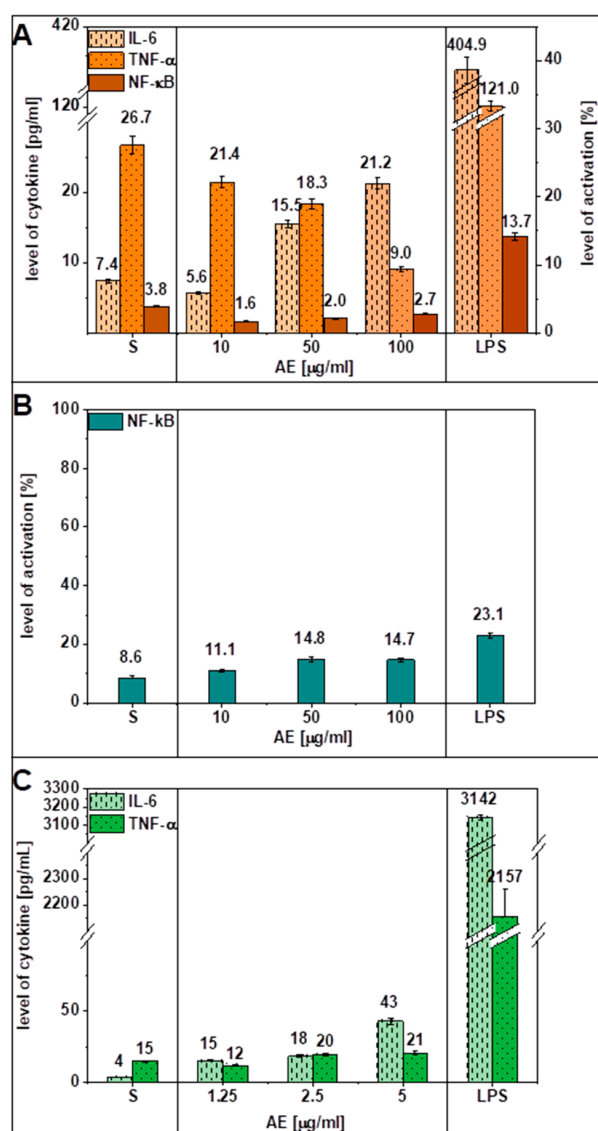 A
IL-6
TNF-α
NF-κB
level of cytokine [pg/ml]
420
120
20
10
level of activation [%]
40
30
20
10
0
7.4
26.7
3.8
5.6
21.4
1.6
15.5
18.3
2.0
21.2
9.0
2.7
404.9
121.0
13.7
S
10
50
100
LPS
AE [μg/ml]
B
NF-kB
level of activation [%]
100
80
60
40
20
0
8.6
11.1
14.8
14.7
23.1
S
10
50
100
LPS
AE [μg/ml]
C
IL-6
TNF-α
level of cytokine [pg/mL]
3300
3200
3100
2300
2200
50
0
4
15
15
12
18
20
43
21
3142
2157
S
1.25
2.5
5
LPS
AE [μg/ml]